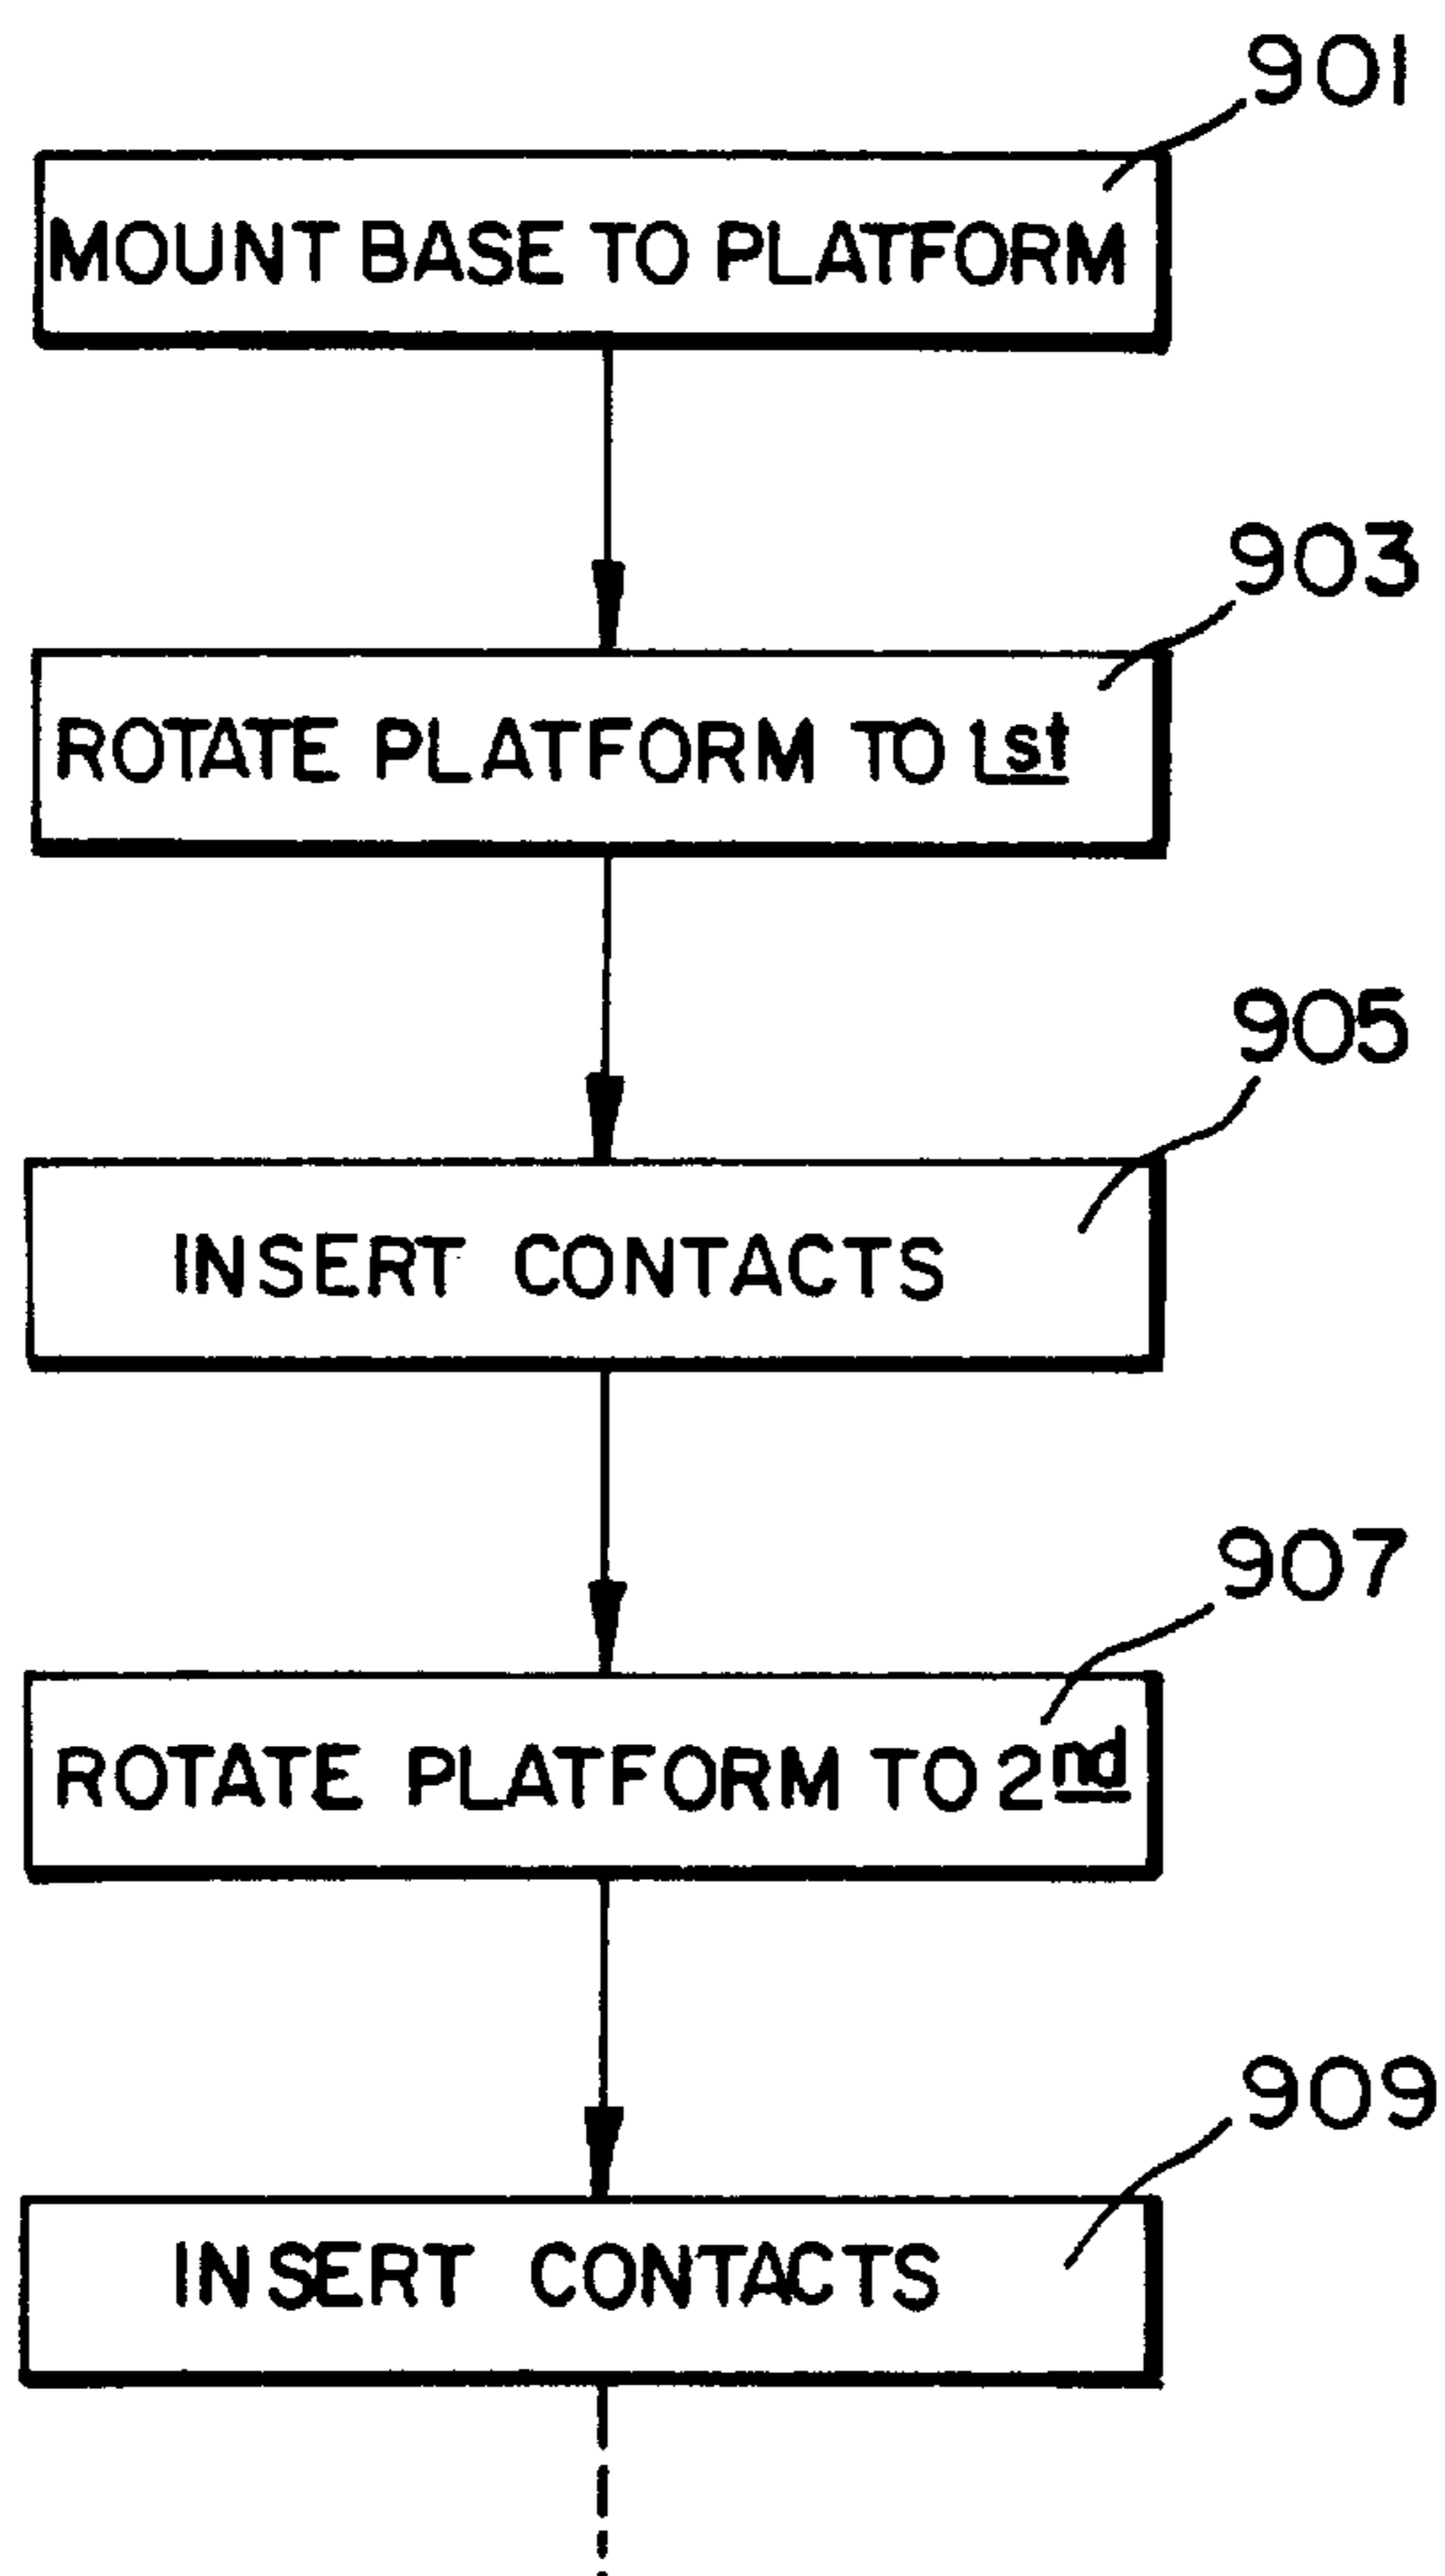 901
MOUNT BASE TO PLATFORM
903
ROTATE PLATFORM TO 1st
905
INSERT CONTACTS
907
ROTATE PLATFORM TO 2nd
909
INSERT CONTACTS